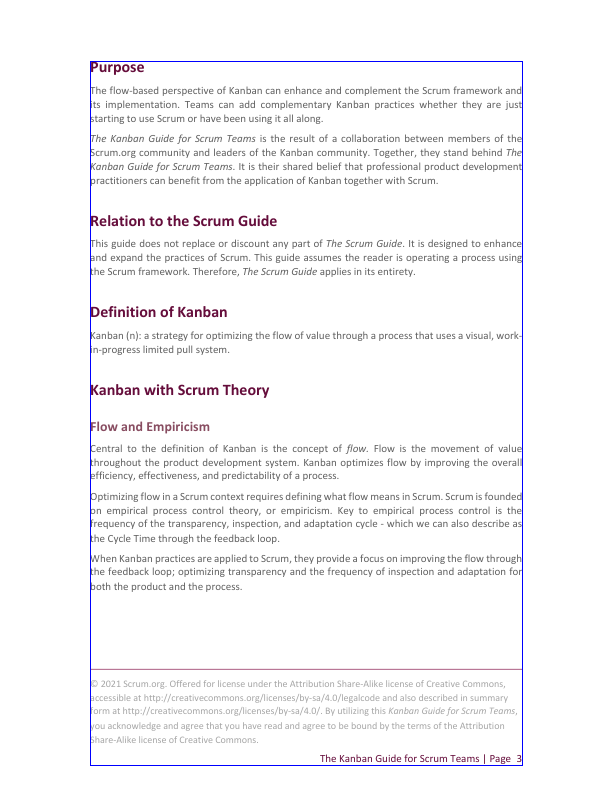 Purpose
The flow-based perspective of Kanban can enhance and complement the Scrum framework and
its implementation. Teams can add complementary Kanban practices whether they are just
starting to use Scrum or have been using it all along.
The Kanban Guide for Scrum Teams is the result of a collaboration between members of the
Scrum.org community and leaders of the Kanban community. Together, they stand behind The
Kanban Guide for Scrum Teams. It is their shared belief that professional product development
practitioners can benefit from the application of Kanban together with Scrum.
Relation to the Scrum Guide
This guide does not replace or discount any part of The Scrum Guide. It is designed to enhance
and expand the practices of Scrum. This guide assumes the reader is operating a process using
the Scrum framework. Therefore, The Scrum Guide applies in its entirety.
Definition of Kanban
Kanban (n): a strategy for optimizing the flow of value through a process that uses a visual, work-
in-progress limited pull system.
Kanban with Scrum Theory
Flow and Empiricism
Central to the definition of Kanban is the concept of flow. Flow is the movement of value
throughout the product development system. Kanban optimizes flow by improving the overall
efficiency, effectiveness, and predictability of a process.
Optimizing flow in a Scrum context requires defining what flow means in Scrum. Scrum is founded
on empirical process control theory, or empiricism. Key to empirical process control is the
frequency of the transparency, inspection, and adaptation cycle - which we can also describe as
the Cycle Time through the feedback loop.
When Kanban practices are applied to Scrum, they provide a focus on improving the flow through
the feedback loop; optimizing transparency and the frequency of inspection and adaptation for
both the product and the process.
© 2021 Scrum.org. Offered for license under the Attribution Share-Alike license of Creative Commons,
accessible at http://creativecommons.org/licenses/by-sa/4.0/legalcode and also described in summary
form at http://creativecommons.org/licenses/by-sa/4.0/. By utilizing this Kanban Guide for Scrum Teams,
you acknowledge and agree that you have read and agree to be bound by the terms of the Attribution
Share-Alike license of Creative Commons.
The Kanban Guide for Scrum Teams | Page 3